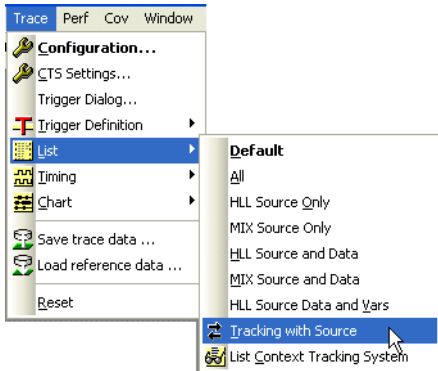 Trace Perf Cov Window
Configuration...
CTS Settings...
Trigger Dialog...
Trigger Definition
List
Default
Timing
All
Chart
HLL Source Only
MIX Source Only
Save trace data ...
HLL Source and Data
Load reference data ...
MIX Source and Data
Reset
HLL Source Data and Vars
Tracking with Source
List Context Tracking System